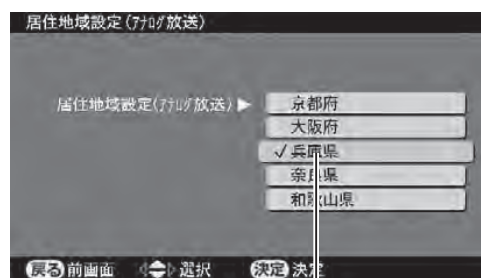 居住地域設定(アナログ放送)
居住地域設定(アナログ放送)▶
京都府
大阪府
✓兵庫県
奈良県
和歌山県
戻る 前画面 選択 決定 決定